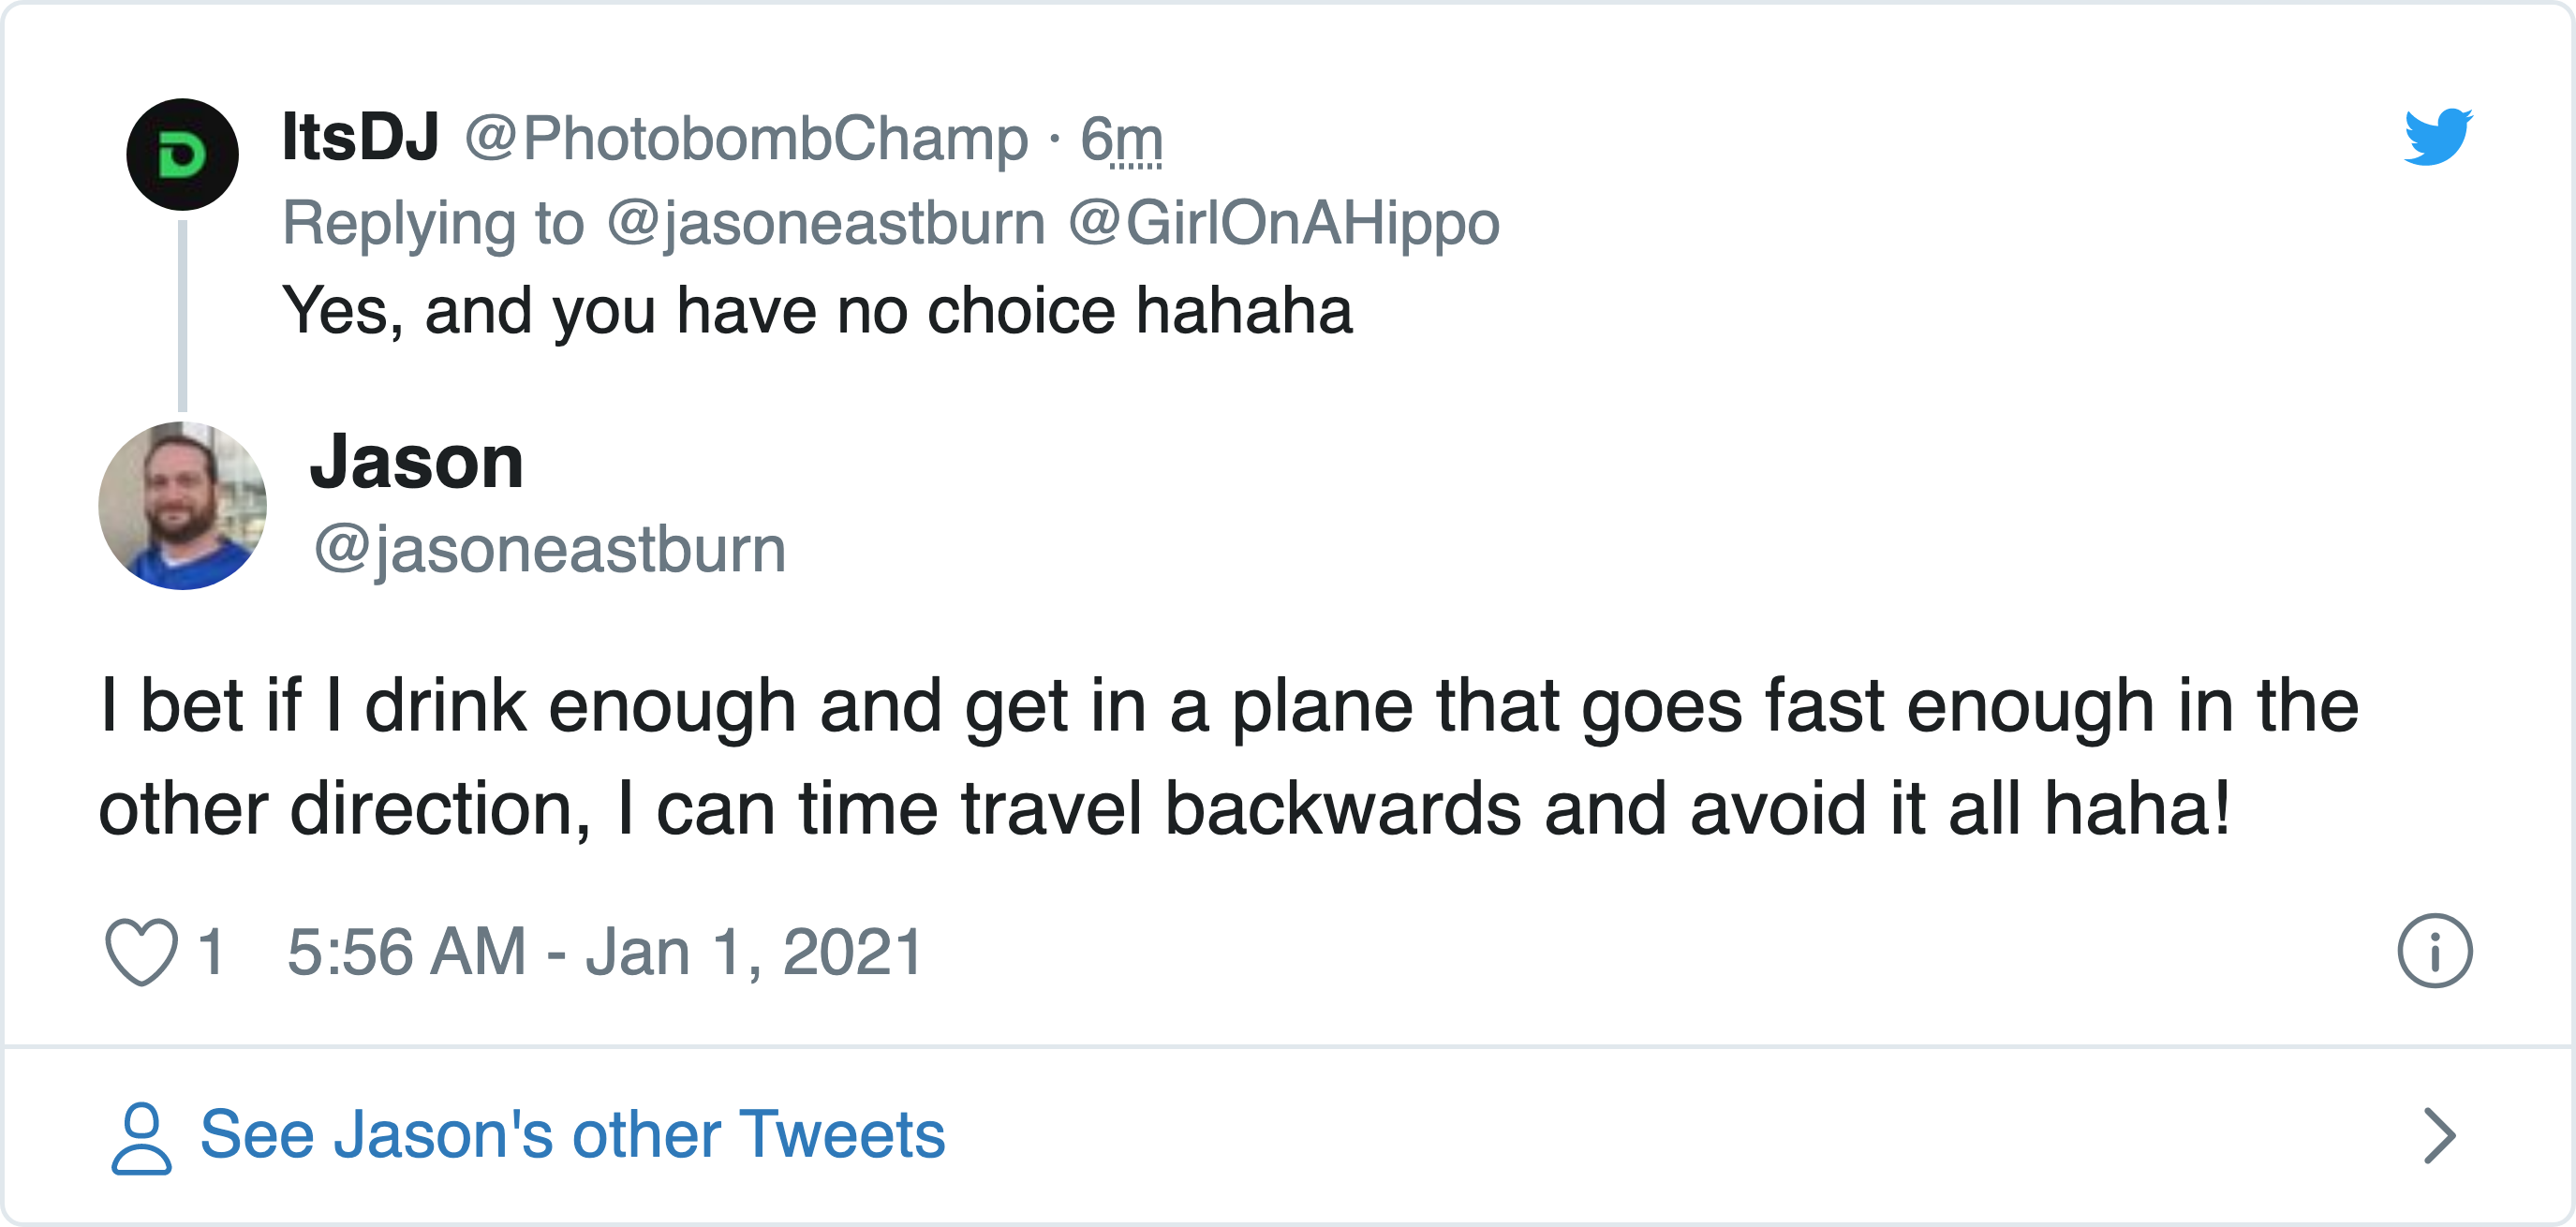 ItsDJ @PhotobombChamp · 6m
Replying to @jasoneastburn @GirlOnAHippo
Yes, and you have no choice hahaha
Jason
@jasoneastburn
I bet if I drink enough and get in a plane that goes fast enough in the
other direction, I can time travel backwards and avoid it all haha!
1 5:56 AM - Jan 1, 2021
See Jason's other Tweets